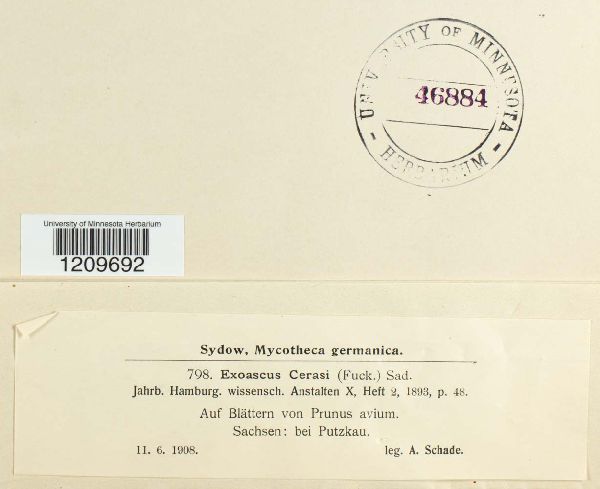 UNIVERSITY OF MINNESOTA
46884
- HERBARIUM -
University of Minnesota Herbarium
1209692
Sydow, Mycotheca germanica.
798. Exoascus Cerasi (Fuck.) Sad.
Jahrb. Hamburg. wissensch. Anstalten X, Heft 2, 1893, p. 48.
Auf Blättern von Prunus avium.
Sachsen: bei Putzkau.
11. 6. 1908. leg. A. Schade.